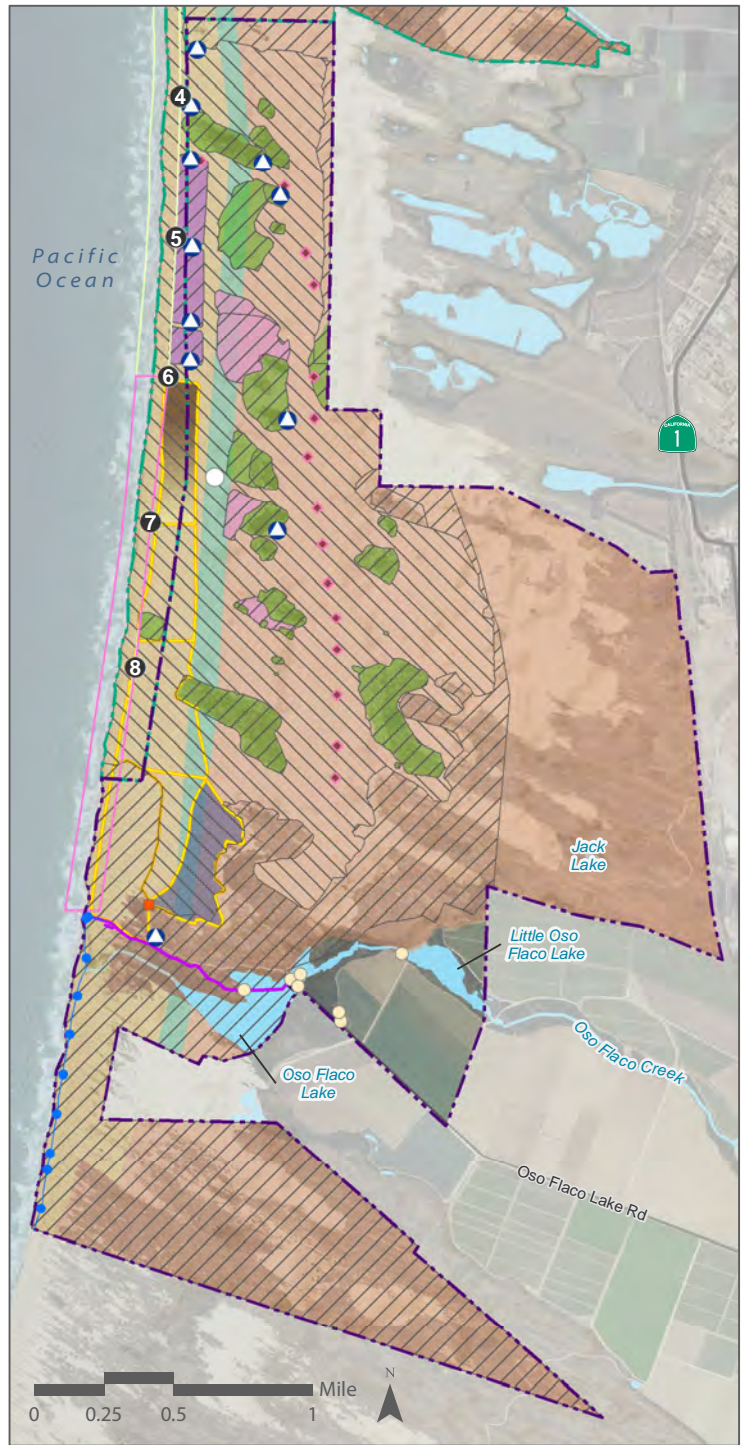 4
Pacific
Ocean
5
6
CALIFORNIA
1
7
8
Jack
Lake
Little Oso
Flaco Lake
Oso Flaco Creek
Oso Flaco
Lake
Oso Flaco Lake Rd
N
Mile
0 0.25 0.5 1